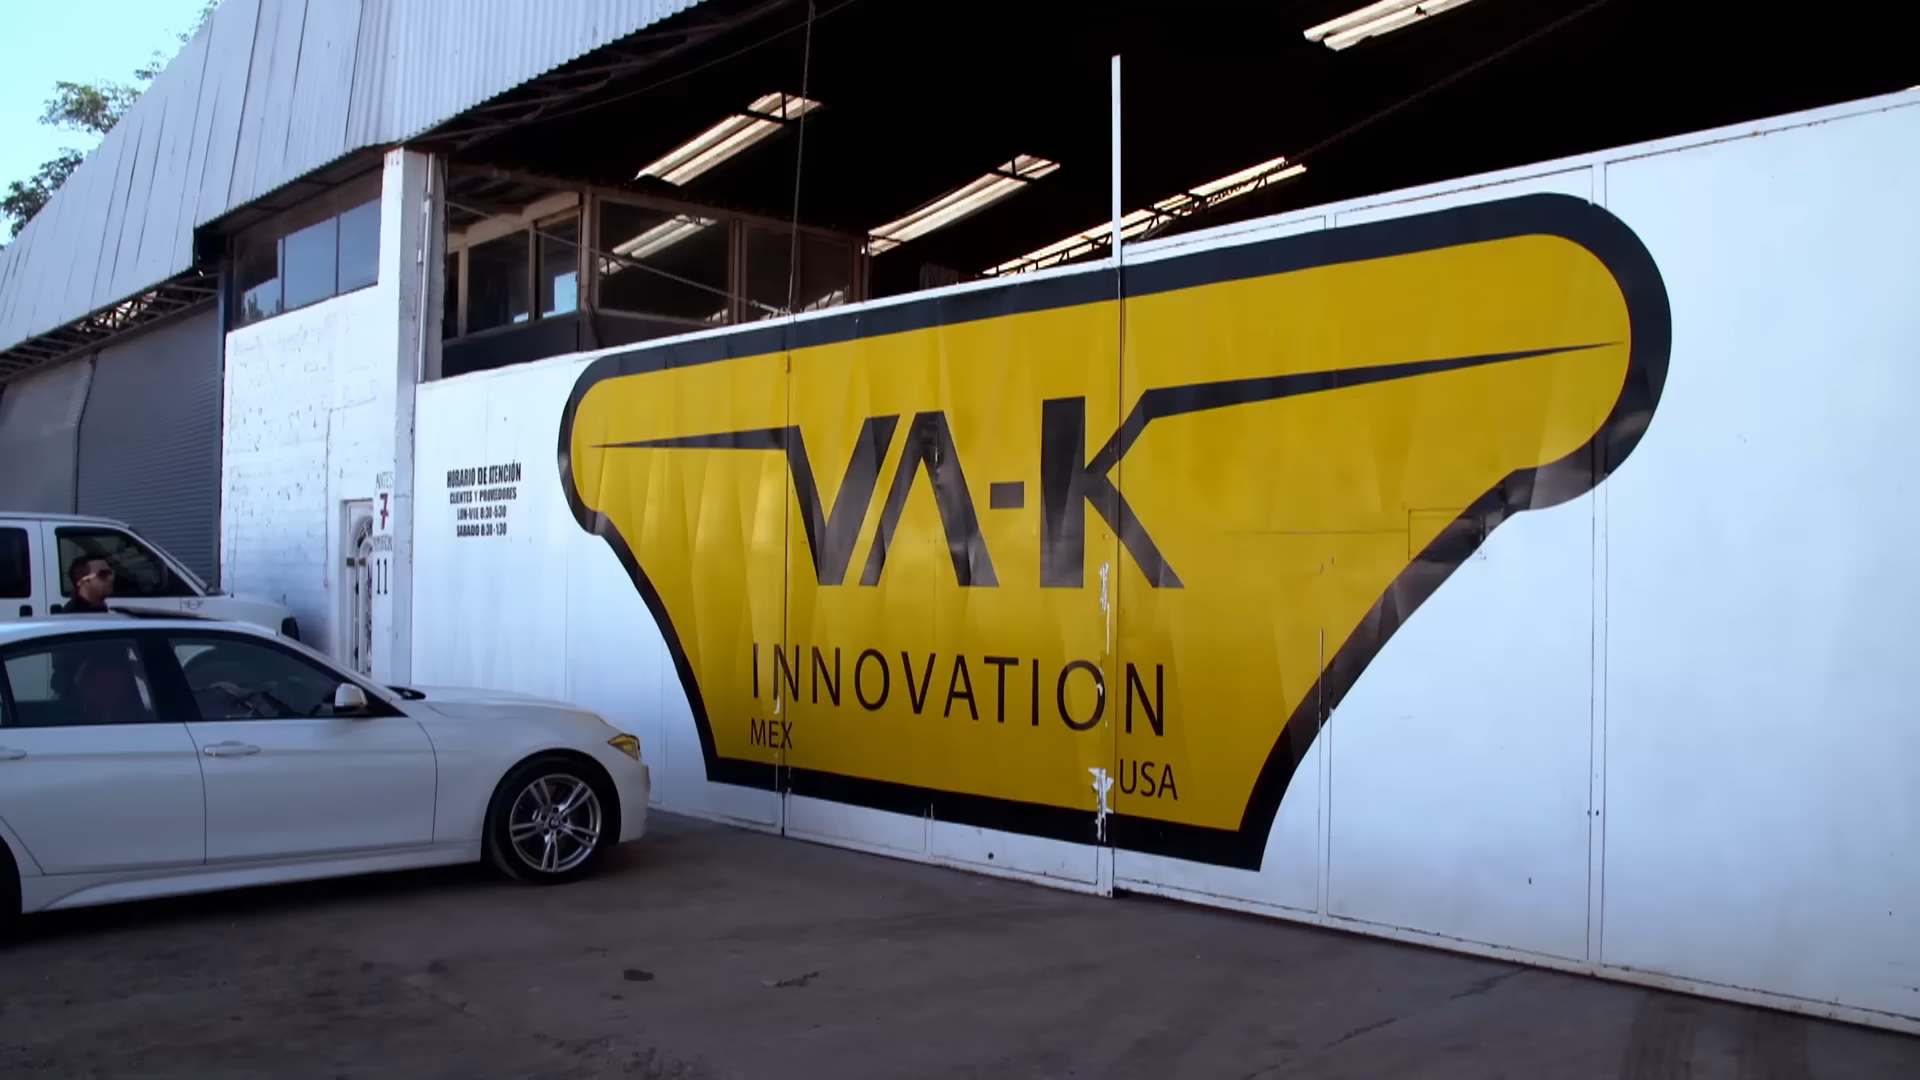 HORARIO DE ATENCIÓN
CLIENTES Y PROVEEDORES
LUN-VIE 8:30-5:30
SABADO 8:30-1:30
ANTES
7
11
VA-K
INNOVATION
MEX
USA